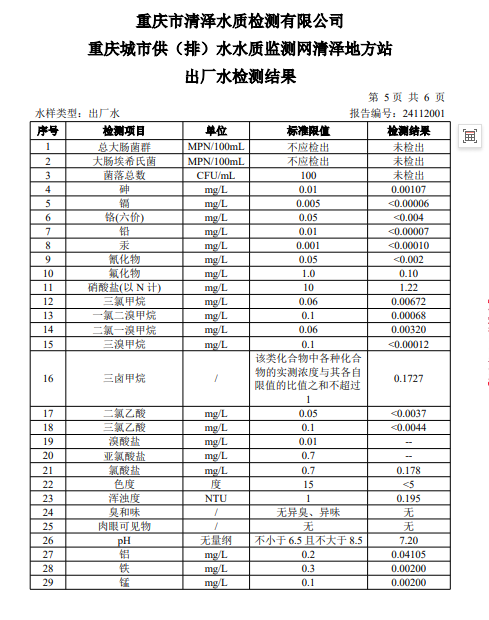 重庆市清泽水质检测有限公司
重庆城市供（排）水水质监测网清泽地方站
出厂水检测结果
第 5页 共 6 页
水样类型：出厂水 报告编号：24112001
序号 检测项目 单位 标准限值 检测结果
1 总大肠菌群 MPN/100mL 不应检出 未检出
2 大肠埃希氏菌 MPN/100mL 不应检出 未检出
3 菌落总数 CFU/mL 100 未检出
4 砷 mg/L 0.01 0.00107
5 镉 mg/L 0.005 <0.00006
6 铬(六价) mg/L 0.05 <0.004
7 铅 mg/L 0.01 <0.00007
8 汞 mg/L 0.001 <0.00010
9 氰化物 mg/L 0.05 <0.002
10 氟化物 mg/L 1.0 0.10
11 硝酸盐(以 N 计) mg/L 10 1.22
12 三氯甲烷 mg/L 0.06 0.00672
13 一氯二溴甲烷 mg/L 0.1 0.00068
14 二氯一溴甲烷 mg/L 0.06 0.00320
15 三溴甲烷 mg/L 0.1 <0.00012
16 三卤甲烷 / 该类化合物中各种化合
物的实测浓度与其各自
限值的比值之和不超过
1 0.1727
17 二氯乙酸 mg/L 0.05 <0.0037
18 三氯乙酸 mg/L 0.1 <0.0044
19 溴酸盐 mg/L 0.01 --
20 亚氯酸盐 mg/L 0.7 --
21 氯酸盐 mg/L 0.7 0.178
22 色度 度 15 <5
23 浑浊度 NTU 1 0.195
24 臭和味 / 无异臭、异味 无
25 肉眼可见物 / 无 无
26 pH 无量纲 不小于 6.5 且不大于 8.5 7.20
27 铝 mg/L 0.2 0.04105
28 铁 mg/L 0.3 0.00200
29 锰 mg/L 0.1 0.00200